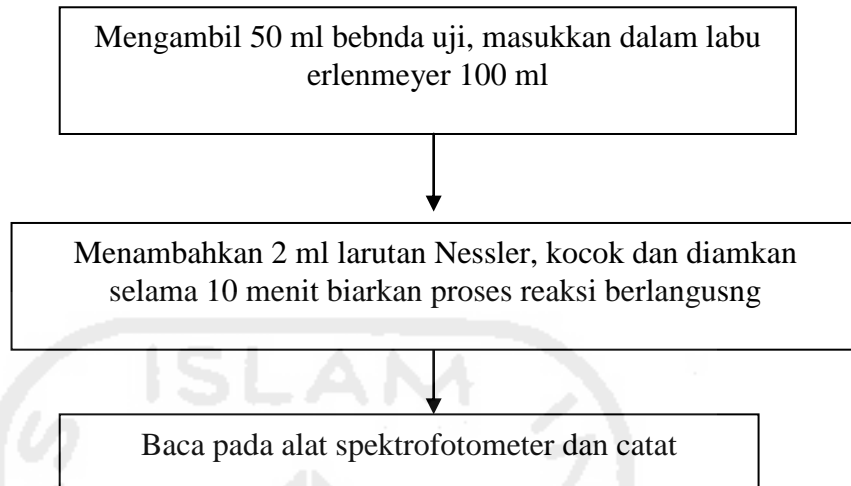 Mengambil 50 ml bebnda uji, masukkan dalam labu
erlenmeyer 100 ml
Menambahkan 2 ml larutan Nessler, kocok dan diamkan
selama 10 menit biarkan proses reaksi berlangusng
ISLAM
Baca pada alat spektrofotometer dan catat